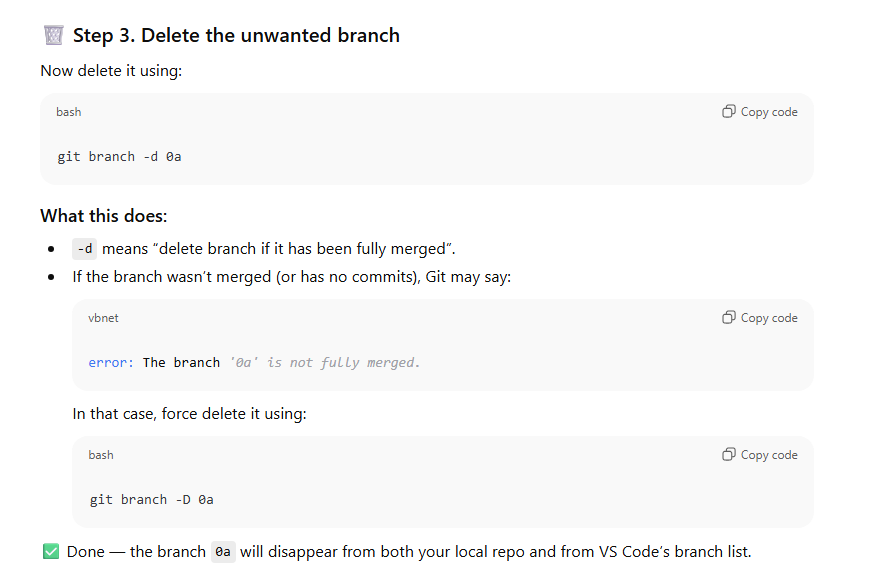 🗑️ Step 3. Delete the unwanted branch
Now delete it using:
bash
Copy code
git branch -d 0a
What this does:
• -d means “delete branch if it has been fully merged”.
• If the branch wasn’t merged (or has no commits), Git may say:
vbnet
Copy code
error: The branch '0a' is not fully merged.
In that case, force delete it using:
bash
Copy code
git branch -D 0a
✅ Done — the branch 0a will disappear from both your local repo and from VS Code’s branch list.